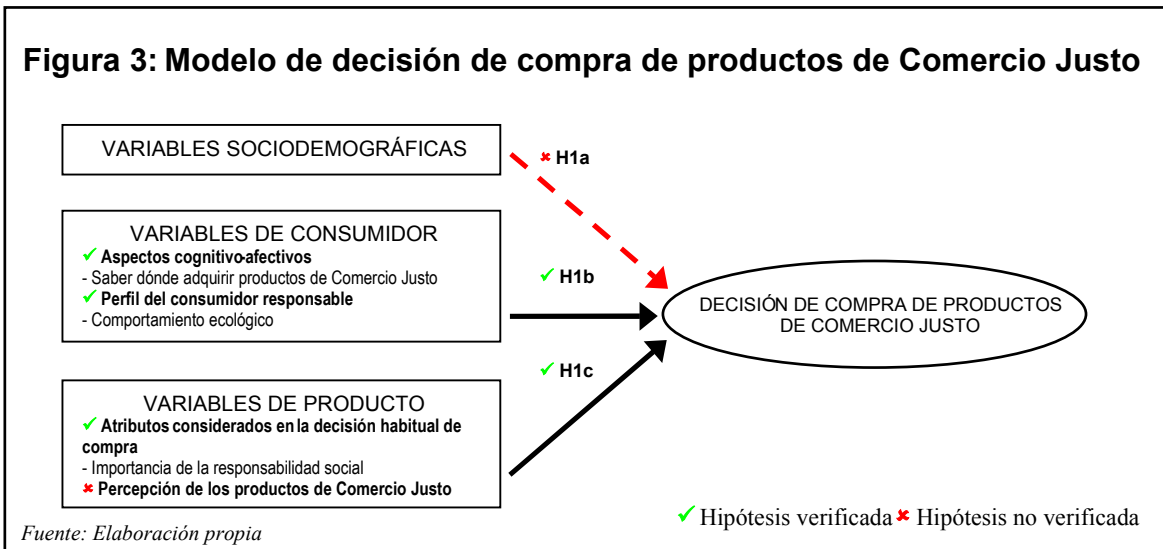 Figura 3: Modelo de decisión de compra de productos de Comercio Justo
VARIABLES SOCIODEMOGRÁFICAS
✘ H1a
VARIABLES DE CONSUMIDOR
✓ Aspectos cognitivo-afectivos
- Saber dónde adquirir productos de Comercio Justo
✓ Perfil del consumidor responsable
- Comportamiento ecológico
✓ H1b
DECISIÓN DE COMPRA DE PRODUCTOS
DE COMERCIO JUSTO
✓ H1c
VARIABLES DE PRODUCTO
✓ Atributos considerados en la decisión habitual de
compra
- Importancia de la responsabilidad social
✘ Percepción de los productos de Comercio Justo
✓ Hipótesis verificada ✘ Hipótesis no verificada
Fuente: Elaboración propia